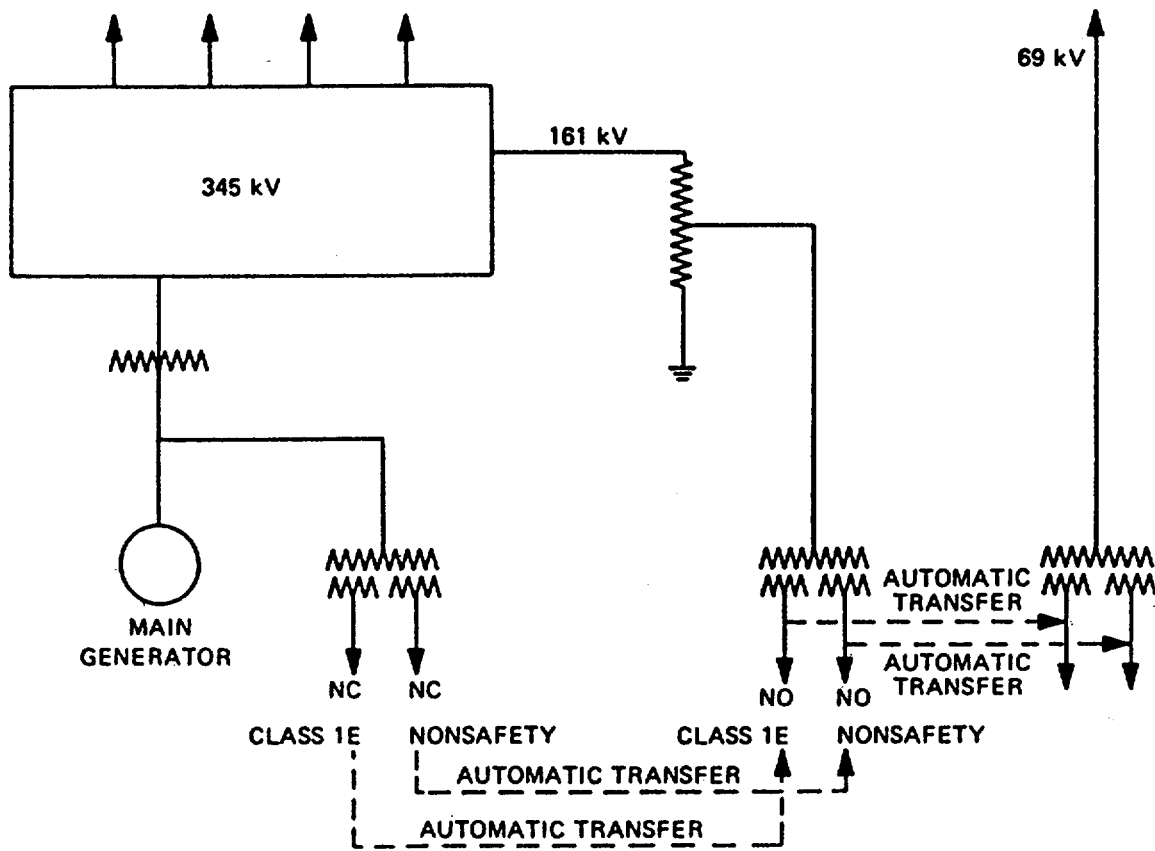 69 kV
161 kV
345 kV
AUTOMATIC
TRANSFER
MAIN
GENERATOR
AUTOMATIC
TRANSFER
NC NC
NO NO
CLASS 1E NONSAFETY
CLASS 1E NONSAFETY
AUTOMATIC TRANSFER
AUTOMATIC TRANSFER